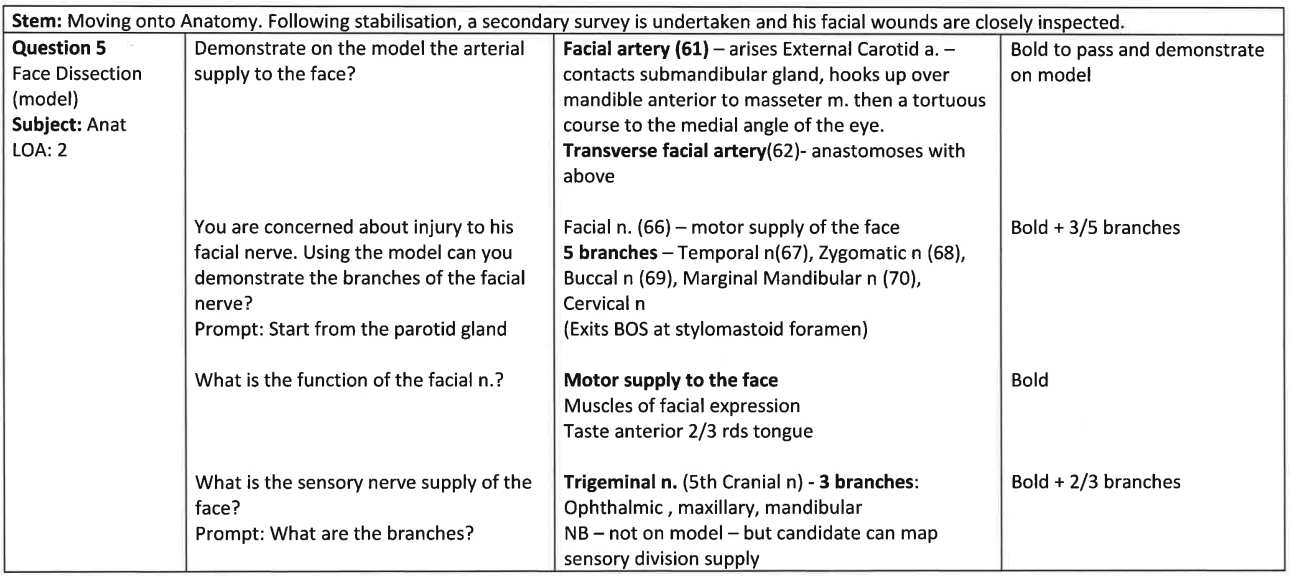 Stem: Moving onto Anatomy. Following stabilisation, a secondary survey is undertaken and his facial wounds are closely inspected.
Question 5
Face Dissection
(model)
Subject: Anat
LOA: 2
Demonstrate on the model the arterial
supply to the face?
Facial artery (61) – arises External Carotid a. –
contacts submandibular gland, hooks up over
mandible anterior to masseter m. then a tortuous
course to the medial angle of the eye.
Transverse facial artery(62)- anastomoses with
above
Bold to pass and demonstrate
on model
You are concerned about injury to his
facial nerve. Using the model can you
demonstrate the branches of the facial
nerve?
Prompt: Start from the parotid gland
Facial n. (66) – motor supply of the face
5 branches – Temporal n(67), Zygomatic n (68),
Buccal n (69), Marginal Mandibular n (70),
Cervical n
(Exits BOS at stylomastoid foramen)
Bold + 3/5 branches
What is the function of the facial n.?
Motor supply to the face
Muscles of facial expression
Taste anterior 2/3 rds tongue
Bold
What is the sensory nerve supply of the
face?
Prompt: What are the branches?
Trigeminal n. (5th Cranial n) - 3 branches:
Ophthalmic , maxillary, mandibular
NB – not on model – but candidate can map
sensory division supply
Bold + 2/3 branches